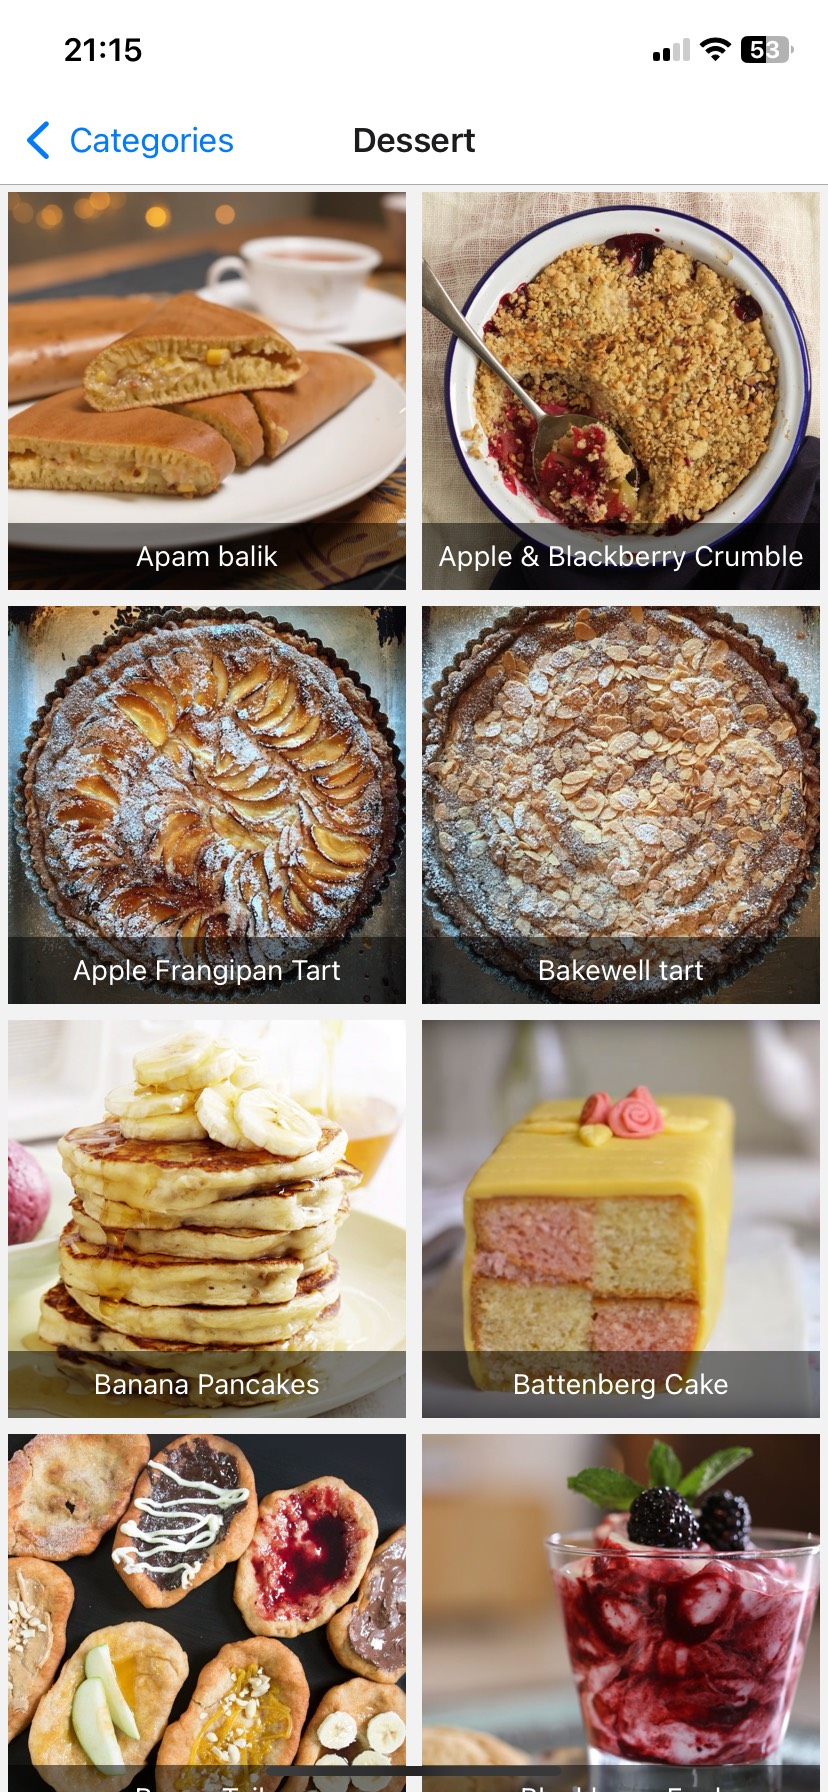 21:15
53
Categories
Dessert
Apam balik
Apple & Blackberry Crumble
Apple Frangipan Tart
Bakewell tart
Banana Pancakes
Battenberg Cake